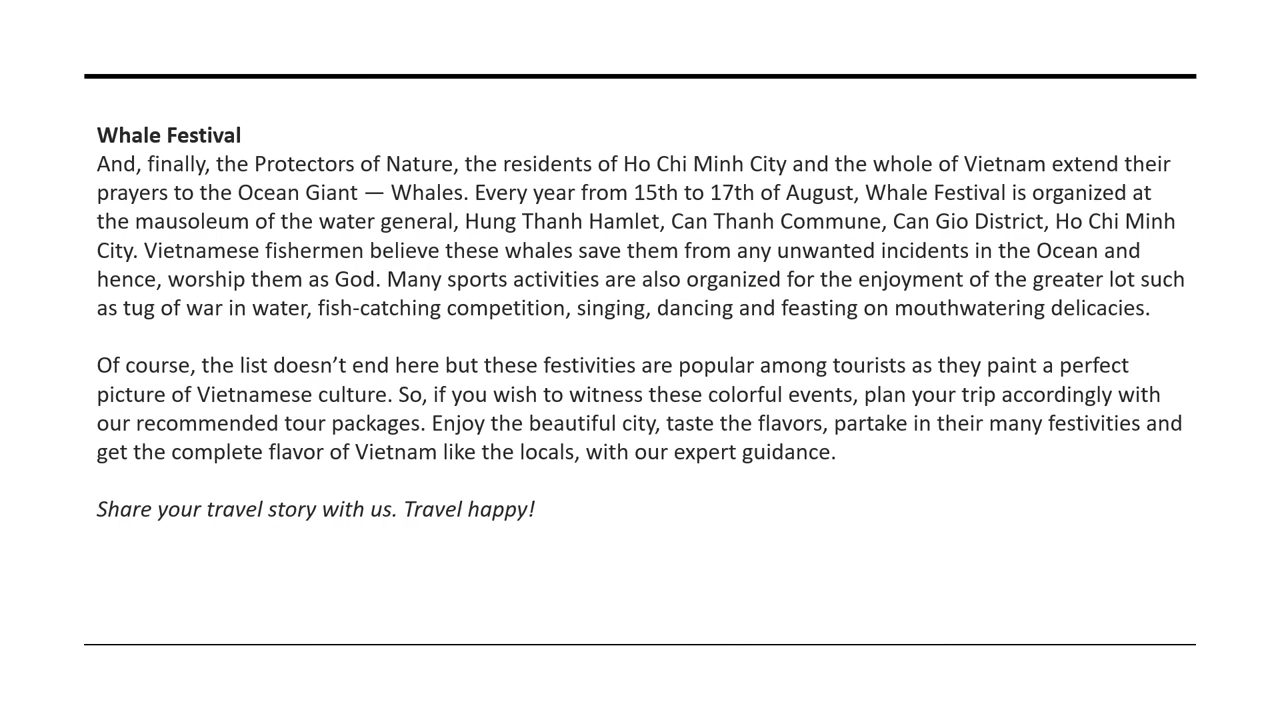 Whale Festival
And, finally, the Protectors of Nature, the residents of Ho Chi Minh City and the whole of Vietnam extend their
prayers to the Ocean Giant — Whales. Every year from 15th to 17th of August, Whale Festival is organized at
the mausoleum of the water general, Hung Thanh Hamlet, Can Thanh Commune, Can Gio District, Ho Chi Minh
City. Vietnamese fishermen believe these whales save them from any unwanted incidents in the Ocean and
hence, worship them as God. Many sports activities are also organized for the enjoyment of the greater lot such
as tug of war in water, fish-catching competition, singing, dancing and feasting on mouthwatering delicacies.
Of course, the list doesn’t end here but these festivities are popular among tourists as they paint a perfect
picture of Vietnamese culture. So, if you wish to witness these colorful events, plan your trip accordingly with
our recommended tour packages. Enjoy the beautiful city, taste the flavors, partake in their many festivities and
get the complete flavor of Vietnam like the locals, with our expert guidance.
Share your travel story with us. Travel happy!